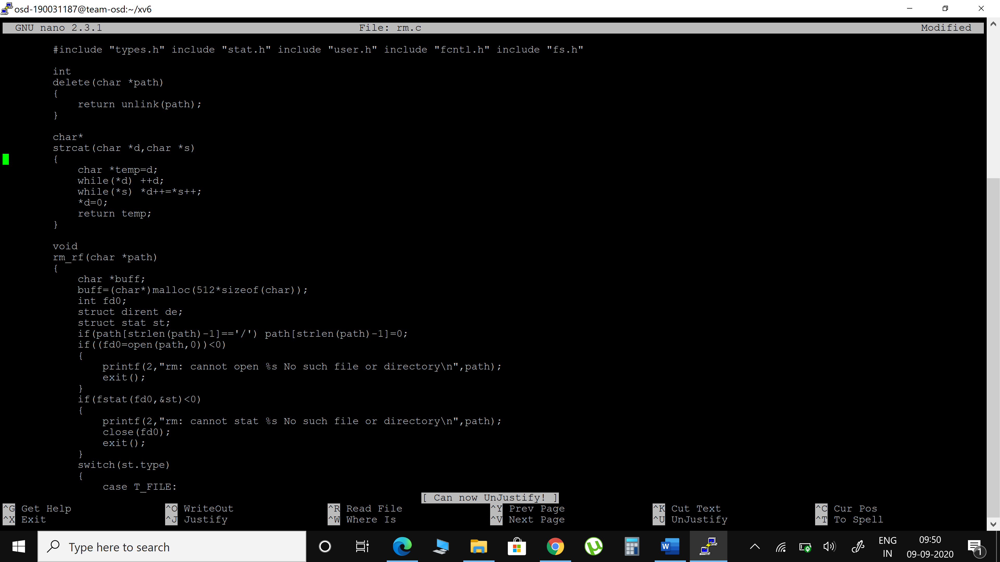 osd-190031187@team-osd:~/xv6
GNU nano 2.3.1 File: rm.c Modified
#include "types.h" include "stat.h" include "user.h" include "fcntl.h" include "fs.h"
int
delete(char *path)
{
    return unlink(path);
}
char*
strcat(char *d,char *s)
{
    char *temp=d;
    while(*d) ++d;
    while(*s) *d++=*s++;
    *d=0;
    return temp;
}
void
rm_rf(char *path)
{
    char *buff;
    buff=(char*)malloc(512*sizeof(char));
    int fd0;
    struct dirent de;
    struct stat st;
    if(path[strlen(path)-1]=='/') path[strlen(path)-1]=0;
    if((fd0=open(path,0))<0)
    {
        printf(2,"rm: cannot open %s No such file or directory\n",path);
        exit();
    }
    if(fstat(fd0,&st)<0)
    {
        printf(2,"rm: cannot stat %s No such file or directory\n",path);
        close(fd0);
        exit();
    }
    switch(st.type)
    {
        case T_FILE:
[ Can now UnJustify! ]
^G Get Help ^O WriteOut ^R Read File ^Y Prev Page ^K Cut Text ^C Cur Pos
^X Exit ^J Justify ^W Where Is ^V Next Page ^U UnJustify ^T To Spell
Type here to search
W
ENG
IN
09:50
09-09-2020
1